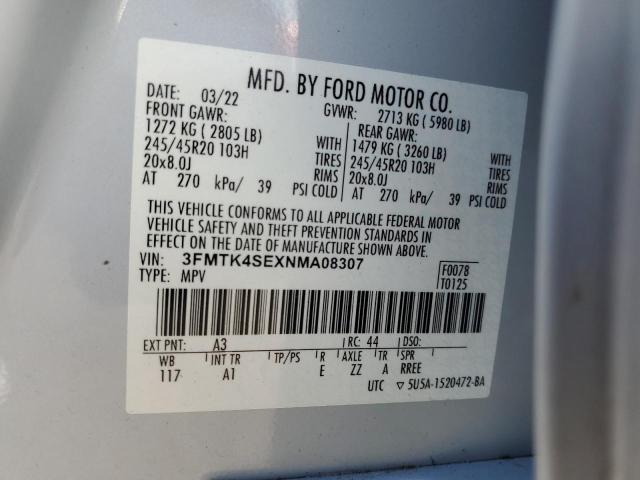 MFD. BY FORD MOTOR CO.
DATE: 03/22 GVWR: 2713 KG ( 5980 LB)
FRONT GAWR: REAR GAWR:
1272 KG ( 2805 LB) WITH 1479 KG ( 3260 LB) WITH
245/45R20 103H TIRES 245/45R20 103H TIRES
20x8.0J RIMS 20x8.0J RIMS
AT 270 kPa/ 39 PSI COLD AT 270 kPa/ 39 PSI COLD
THIS VEHICLE CONFORMS TO ALL APPLICABLE FEDERAL MOTOR
VEHICLE SAFETY AND THEFT PREVENTION STANDARDS IN
EFFECT ON THE DATE OF MANUFACTURE SHOWN ABOVE.
VIN: 3FMTK4SEXNMA08307 F0078
TYPE: MPV T0125
EXT PNT: A3 RC: 44 DSO:
WB INT TR TP/PS R AXLE TR SPR
117 A1 E ZZ A RREE
UTC ▽ 5U5A-1520472-BA